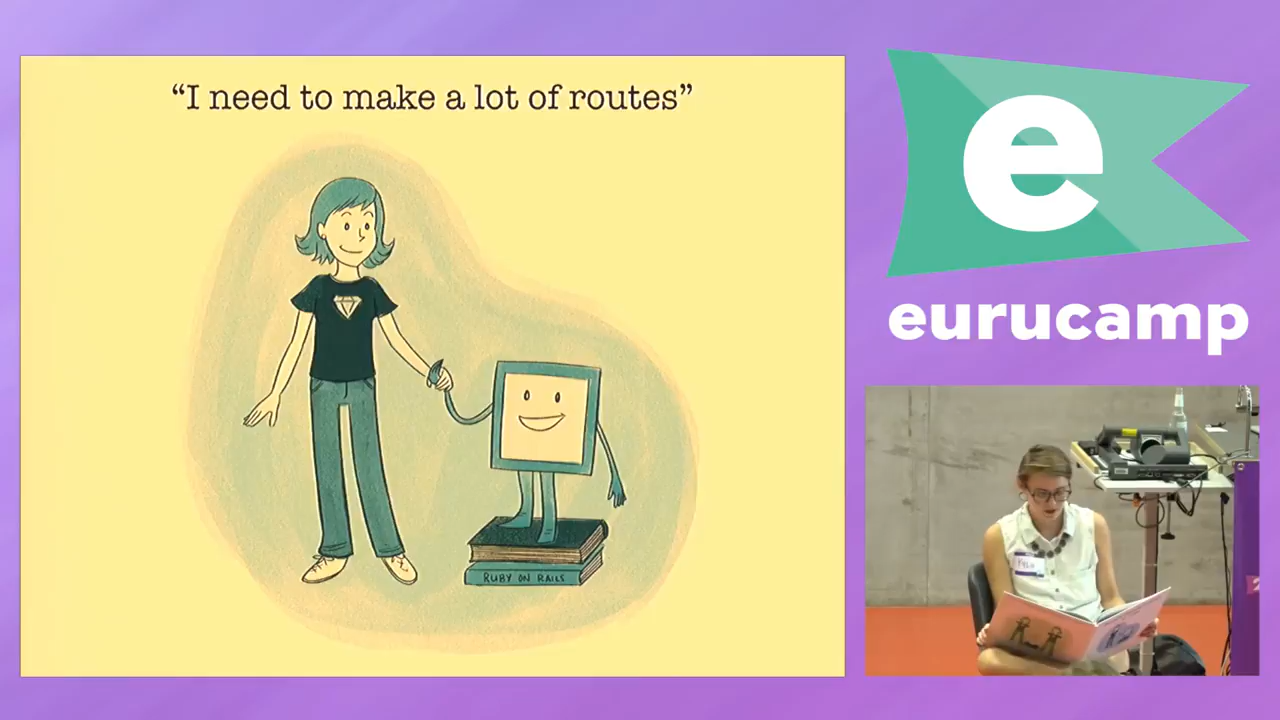 “I need to make a lot of routes”
RUBY ON RAILS
e
eurucamp